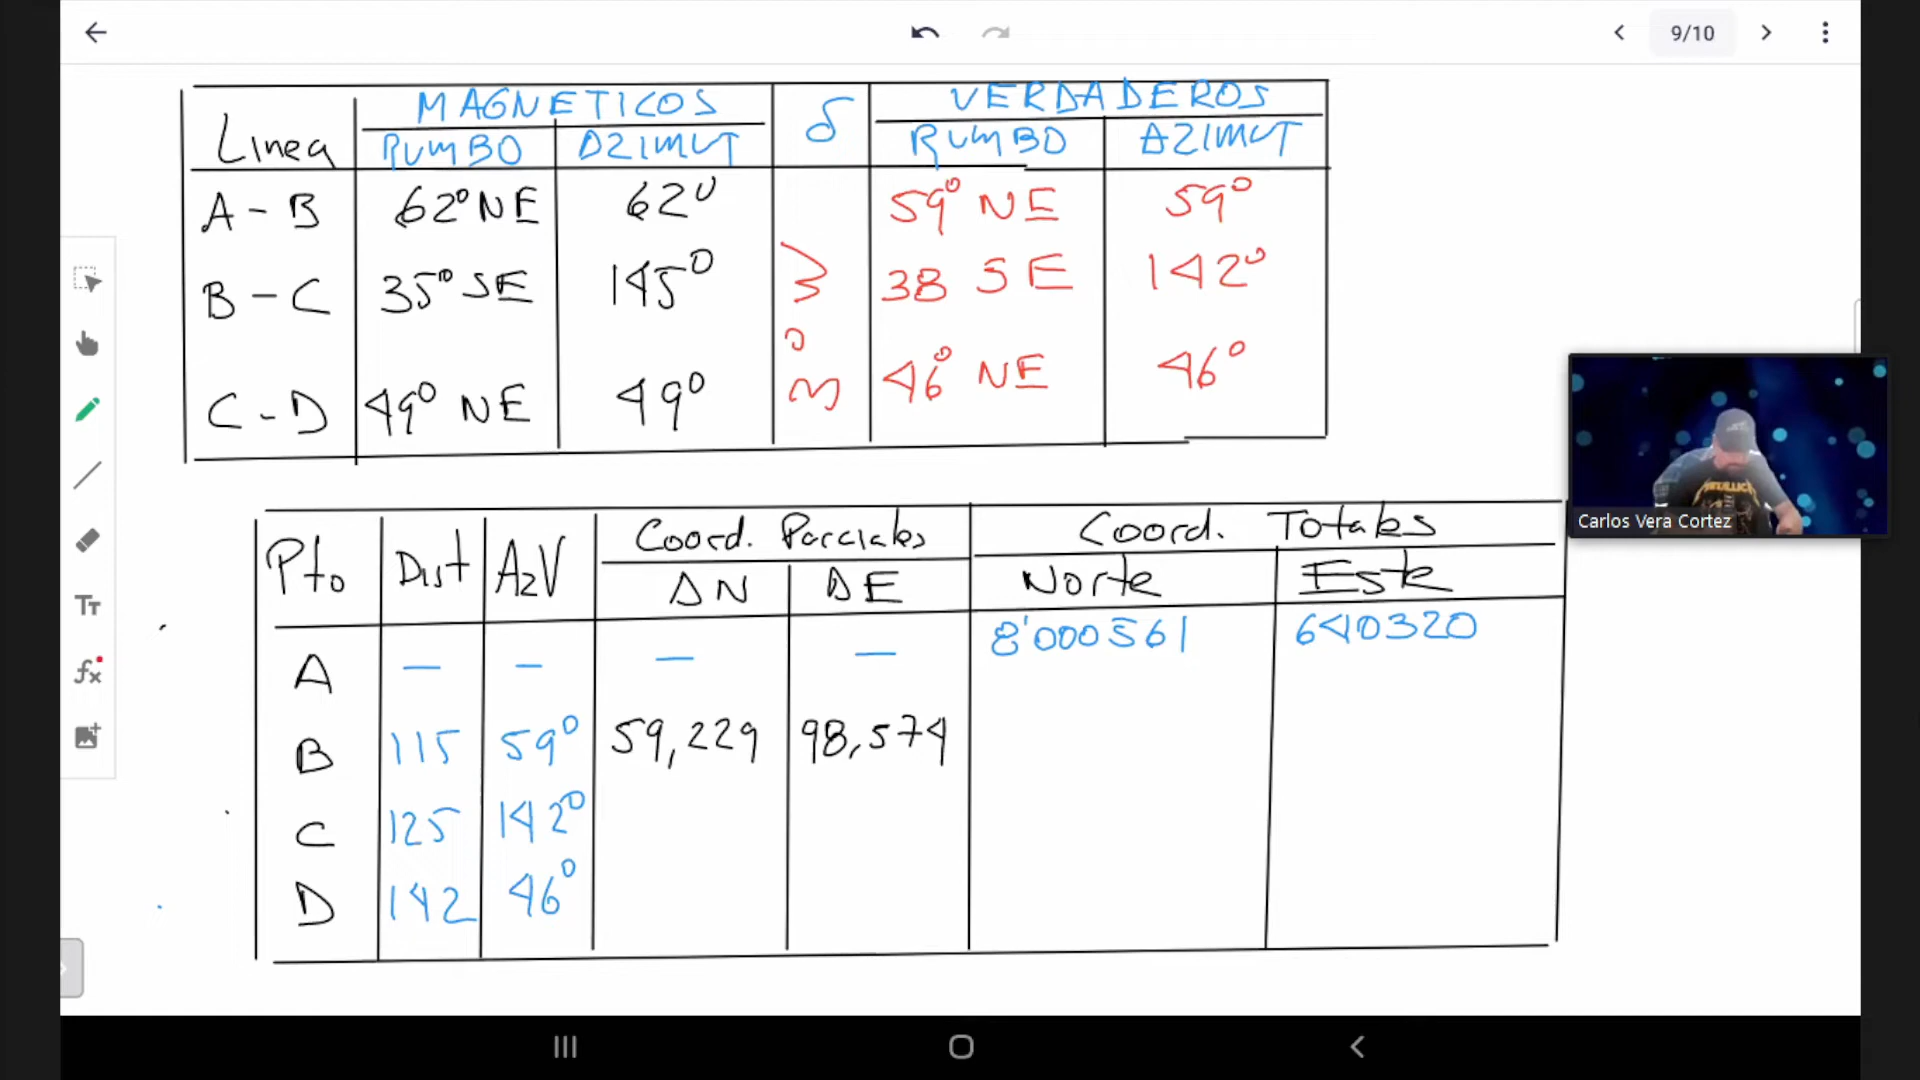 9/10
MAGNETICOS δ VERDADEROS
Linea RUMBO AZIMUT RUMBO AZIMUT
A - B 62° NE 62° 59° NE 59°
B - C 35° SE 145° 38 SE 142°
3° W
C - D 49° NE 49° 46° NE 46°
Carlos Vera Cortez
Pto Dist AzV Coord. Parciales Coord. Totales
ΔN ΔE Norte Este
A — — — — 8'000561 640320
B 115 59° 59,229 98,574
C 125 142°
D 142 46°